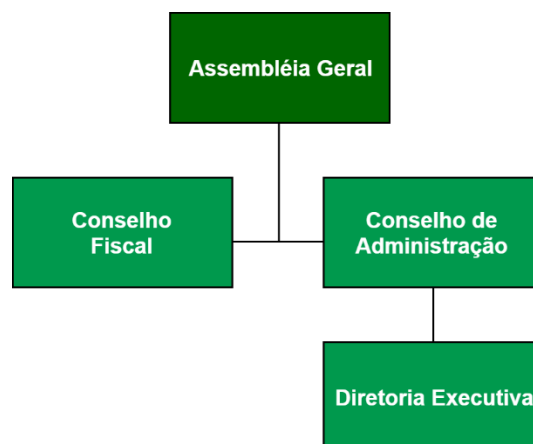 Assembléia Geral
Conselho
Fiscal
Conselho de
Administração
Diretoria Executiva